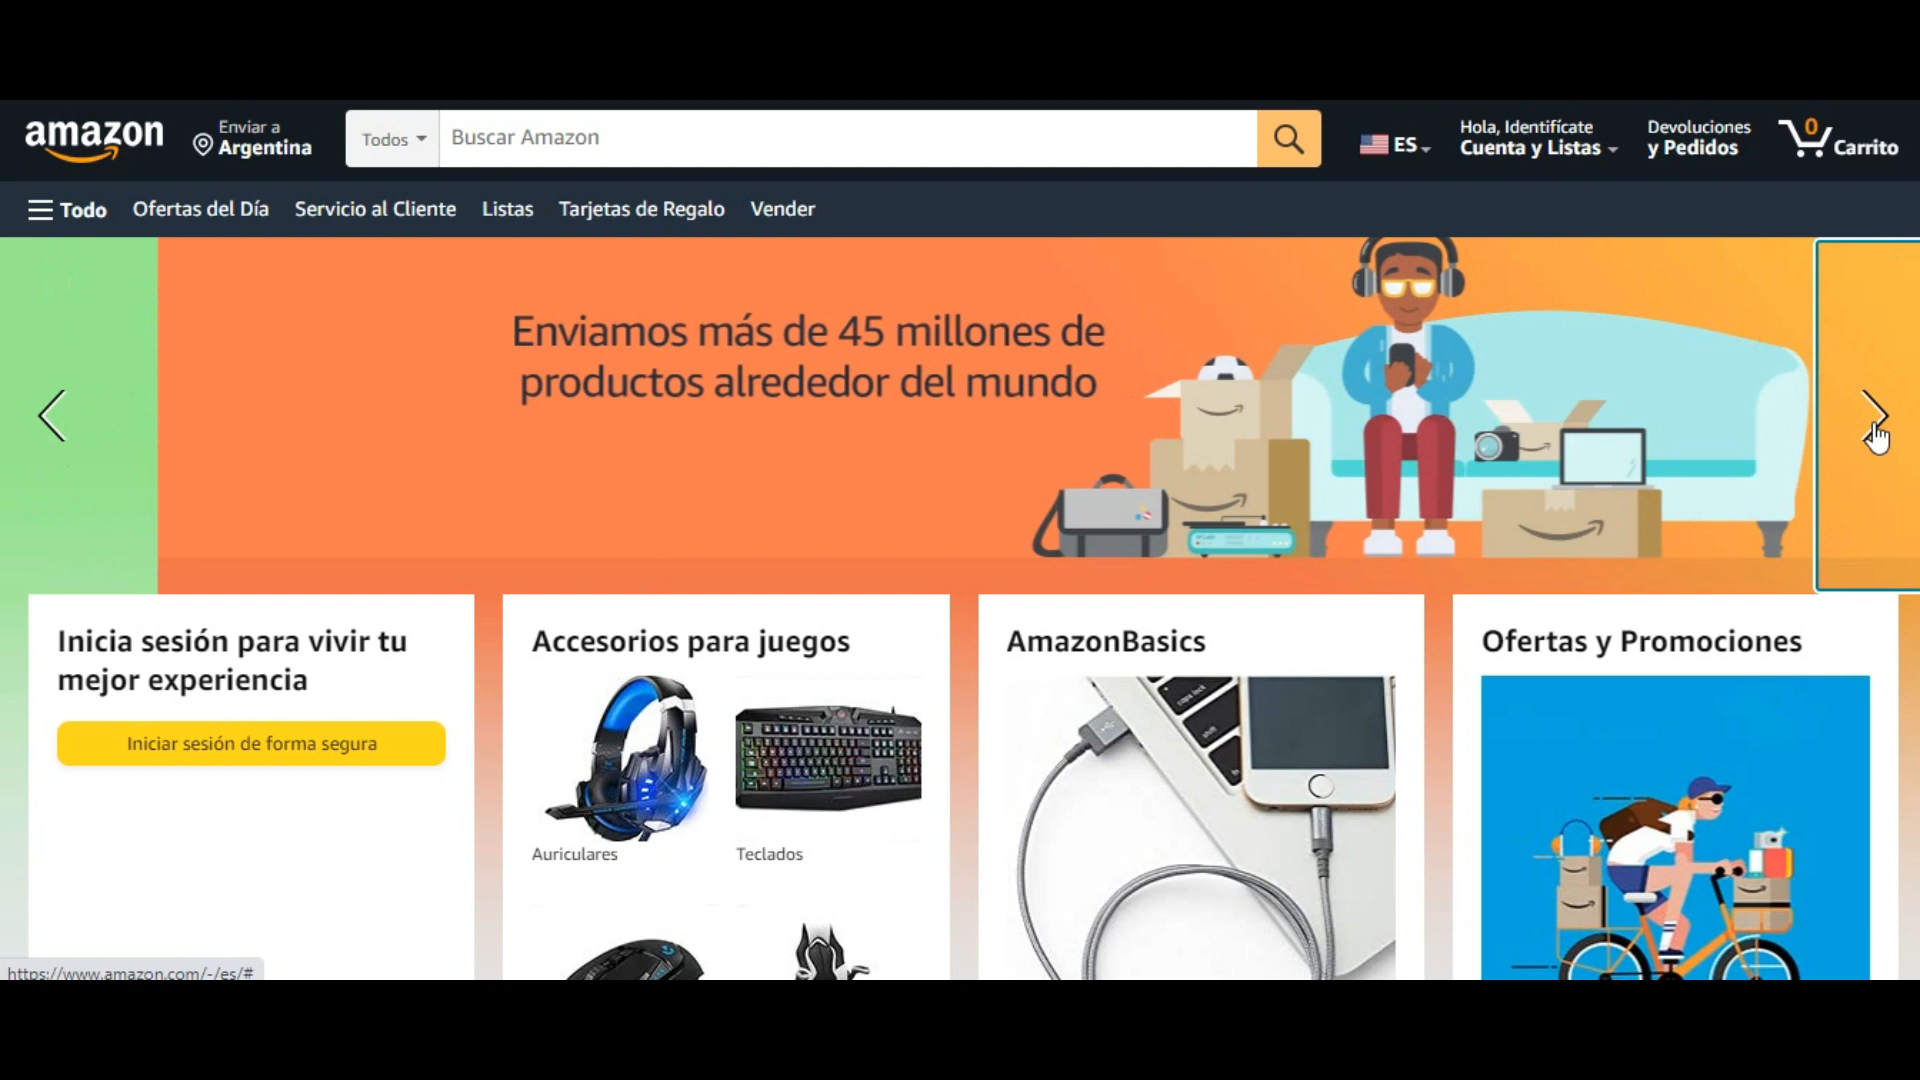 amazon
Enviar a
Argentina
Todos
Buscar Amazon
ES
Hola, Identifícate
Cuenta y Listas
Devoluciones
y Pedidos
0
Carrito
Todo
Ofertas del Día
Servicio al Cliente
Listas
Tarjetas de Regalo
Vender
Enviamos más de 45 millones de
productos alrededor del mundo
Inicia sesión para vivir tu
mejor experiencia
Iniciar sesión de forma segura
Accesorios para juegos
Auriculares
Teclados
AmazonBasics
caps lock
shift
Ofertas y Promociones
https://www.amazon.com/-/es/#